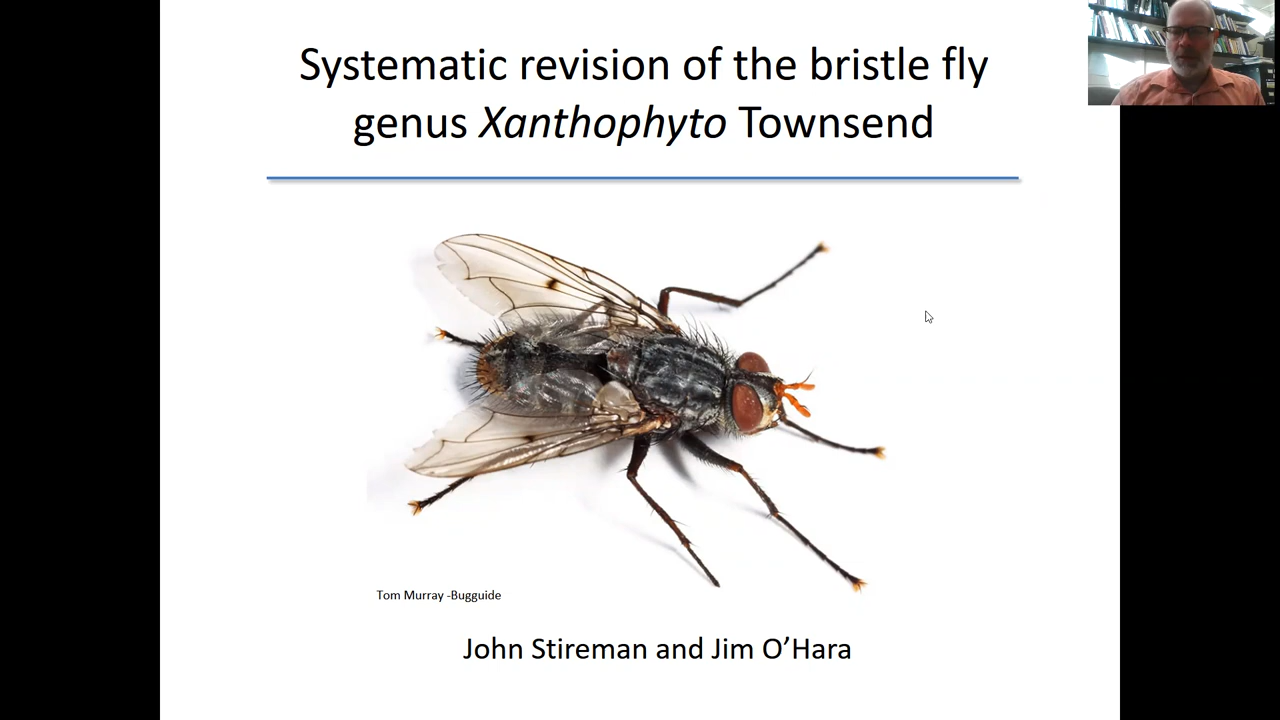 Systematic revision of the bristle fly
genus Xanthophyto Townsend
Tom Murray -Bugguide
John Stireman and Jim O’Hara